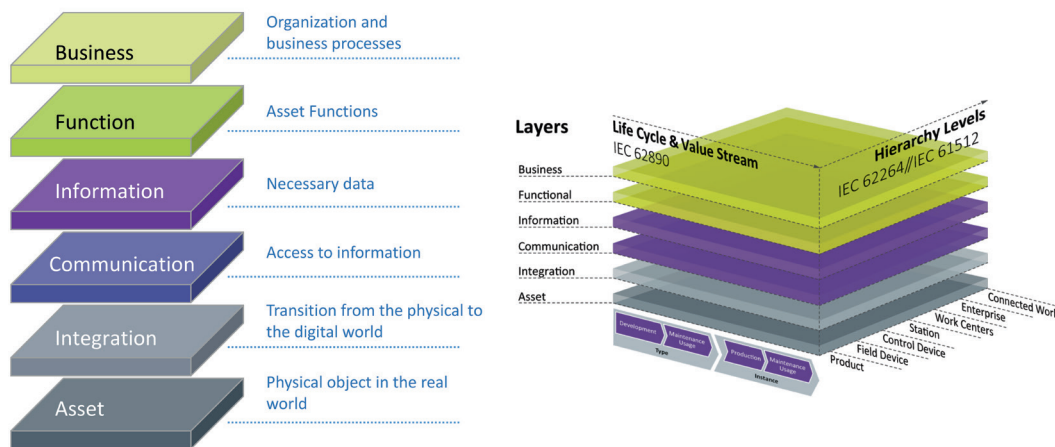 Business
Organization and
business processes
Function
Asset Functions
Information
Necessary data
Communication
Access to information
Integration
Transition from the physical to
the digital world
Asset
Physical object in the real
world
Layers
Business
Functional
Information
Communication
Integration
Asset
Life Cycle & Value Stream
IEC 62890
Hierarchy Levels
IEC 62264//IEC 61512
Development
Maintenance
Usage
Type
Production
Maintenance
Usage
Instance
Connected World
Enterprise
Work Centers
Station
Control Device
Field Device
Product